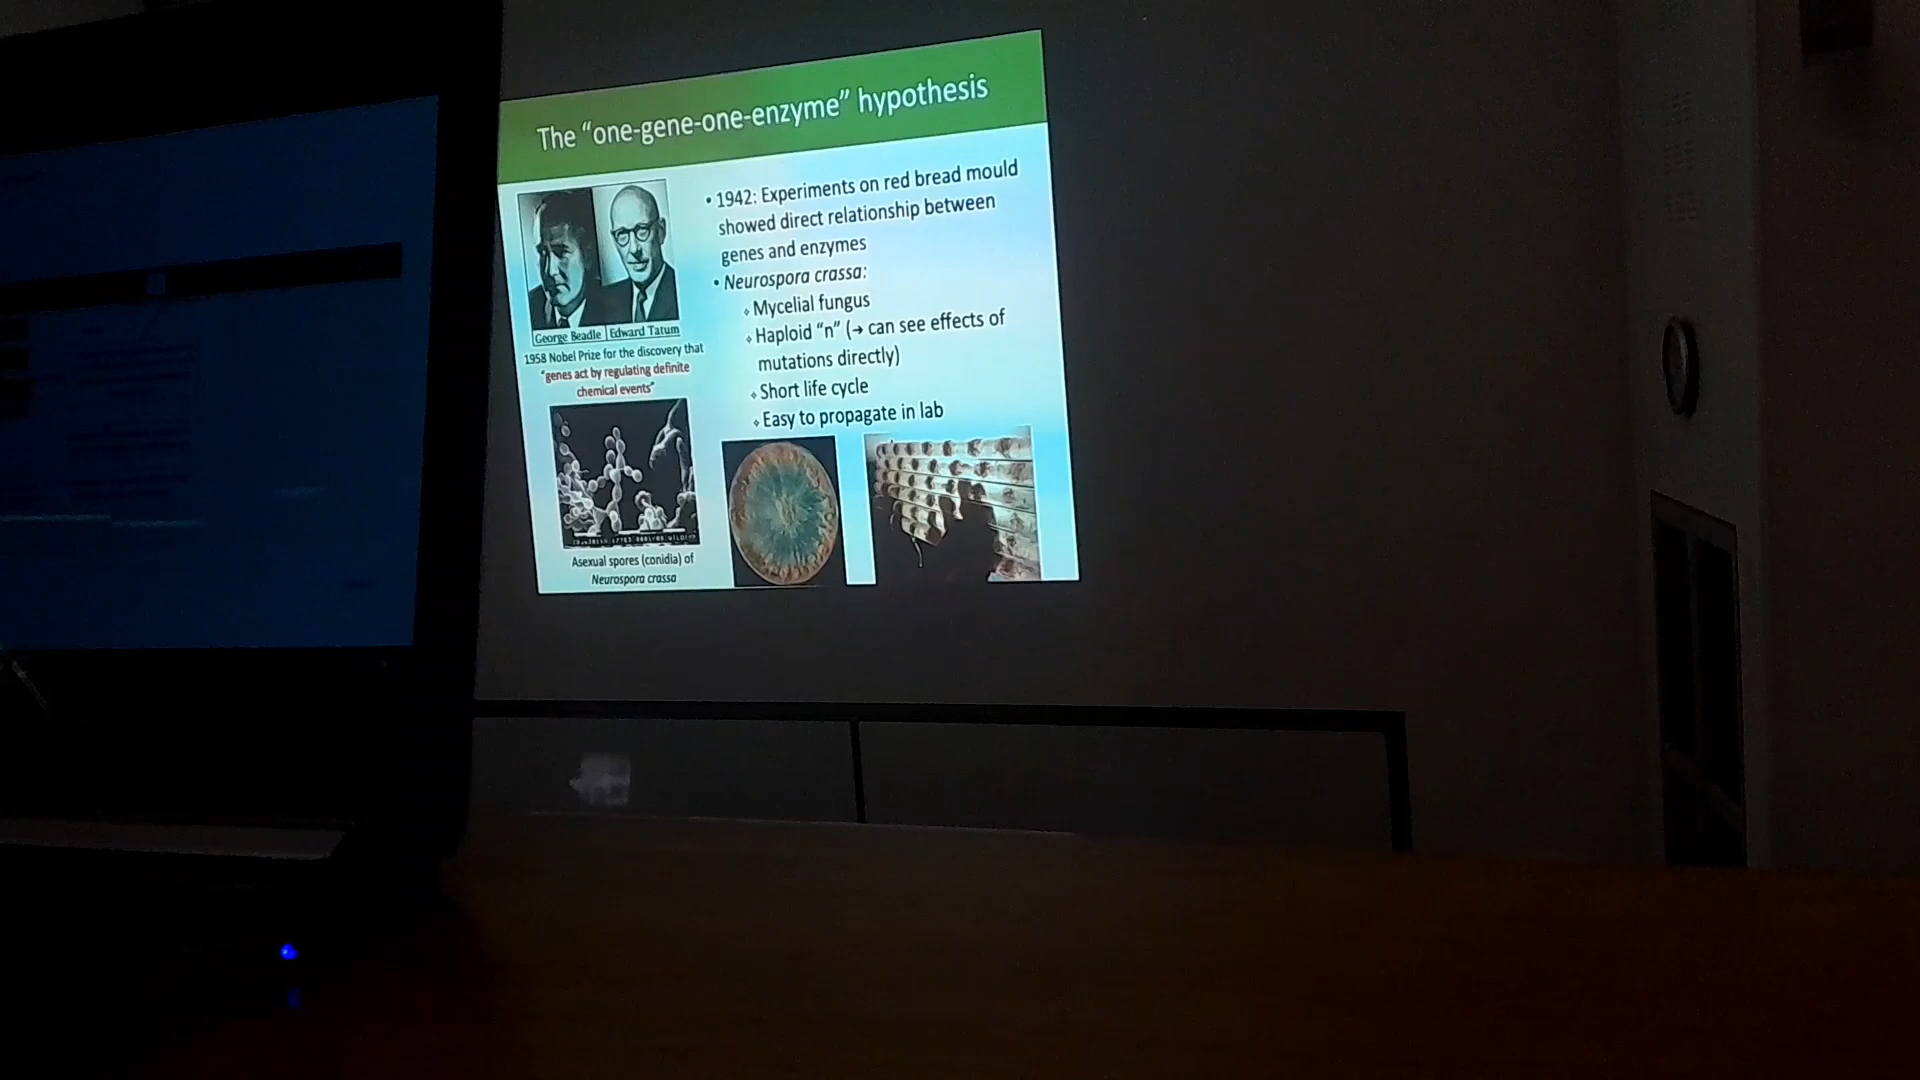 The “one-gene-one-enzyme” hypothesis
George Beadle Edward Tatum
1958 Nobel Prize for the discovery that
“genes act by regulating definite
chemical events”
Asexual spores (conidia) of
Neurospora crassa
• 1942: Experiments on red bread mould
showed direct relationship between
genes and enzymes
• Neurospora crassa:
❖ Mycelial fungus
❖ Haploid “n” (→ can see effects of
mutations directly)
❖ Short life cycle
❖ Easy to propagate in lab